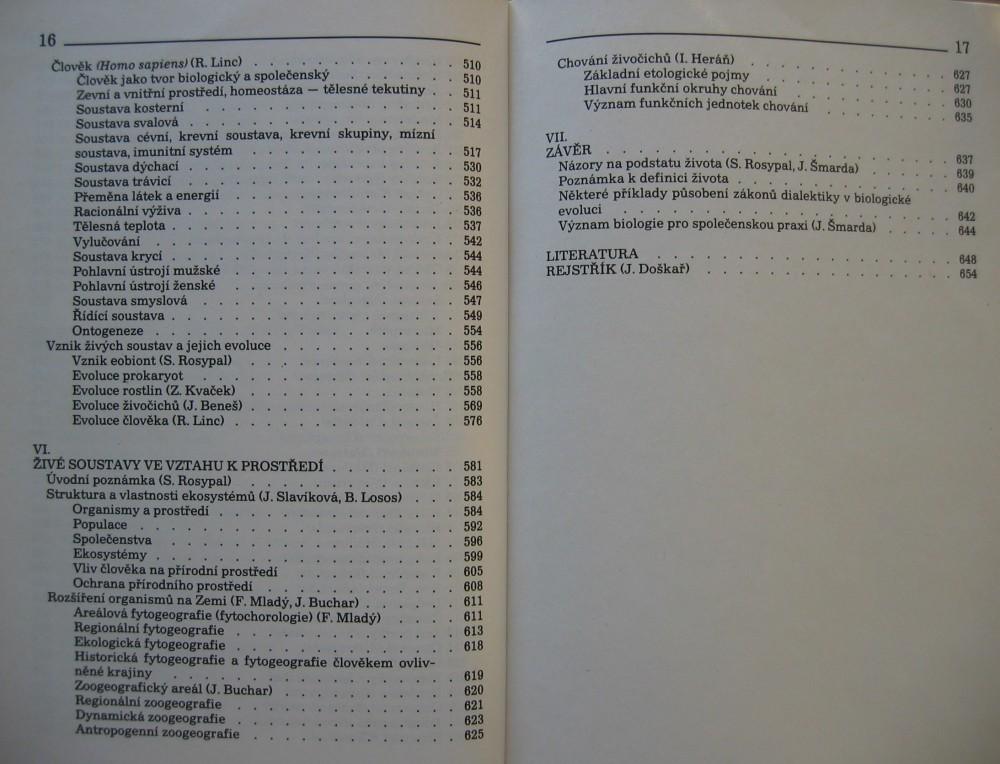 16
Člověk (Homo sapiens) (R. Linc) . . . . . . . . . . . . 510
Člověk jako tvor biologický a společenský . . . . . . . 510
Zevní a vnitřní prostředí, homeostáza — tělesné tekutiny . . 511
Soustava kosterní . . . . . . . . . . . . . . 511
Soustava svalová . . . . . . . . . . . . . . 514
Soustava cévní, krevní soustava, krevní skupiny, mízní
soustava, imunitní systém . . . . . . . . . . . 517
Soustava dýchací . . . . . . . . . . . . . . 530
Soustava trávicí . . . . . . . . . . . . . . 532
Přeměna látek a energií . . . . . . . . . . . . 536
Racionální výživa . . . . . . . . . . . . . . 536
Tělesná teplota . . . . . . . . . . . . . . . 537
Vylučování . . . . . . . . . . . . . . . . 542
Soustava krycí . . . . . . . . . . . . . . . 544
Pohlavní ústrojí mužské . . . . . . . . . . . . 544
Pohlavní ústrojí ženské . . . . . . . . . . . . 546
Soustava smyslová . . . . . . . . . . . . . . 547
Řídící soustava . . . . . . . . . . . . . . . 549
Ontogeneze . . . . . . . . . . . . . . . . 554
Vznik živých soustav a jejich evoluce . . . . . . . . . 556
Vznik eobiont (S. Rosypal) . . . . . . . . . . . 556
Evoluce prokaryot . . . . . . . . . . . . . . 558
Evoluce rostlin (Z. Kvaček) . . . . . . . . . . . 558
Evoluce živočichů (J. Beneš) . . . . . . . . . . . 569
Evoluce člověka (R. Linc) . . . . . . . . . . . . 576
VI.
ŽIVÉ SOUSTAVY VE VZTAHU K PROSTŘEDÍ . . . . . . . 581
Úvodní poznámka (S. Rosypal) . . . . . . . . . . . 583
Struktura a vlastnosti ekosystémů (J. Slavíková, B. Losos) . . . 584
Organismy a prostředí . . . . . . . . . . . . . 584
Populace . . . . . . . . . . . . . . . . . 592
Společenstva . . . . . . . . . . . . . . . . 596
Ekosystémy . . . . . . . . . . . . . . . . 599
Vliv člověka na přírodní prostředí . . . . . . . . . 605
Ochrana přírodního prostředí . . . . . . . . . . . 608
Rozšíření organismů na Zemi (F. Mladý, J. Buchar) . . . . . 611
Areálová fytogeografie (fytochorologie) (F. Mladý) . . . . 611
Regionální fytogeografie . . . . . . . . . . . . 613
Ekologická fytogeografie . . . . . . . . . . . . 618
Historická fytogeografie a fytogeografie člověkem ovliv-
něné krajiny . . . . . . . . . . . . . . . . 619
Zoogeografický areál (J. Buchar) . . . . . . . . . . 620
Regionální zoogeografie . . . . . . . . . . . . 621
Dynamická zoogeografie . . . . . . . . . . . . 623
Antropogenní zoogeografie . . . . . . . . . . . 625
17
Chování živočichů (I. Heráň) . . . . . . . . . . . 627
Základní etologické pojmy . . . . . . . . . . . 627
Hlavní funkční okruhy chování . . . . . . . . . . 630
Význam funkčních jednotek chování . . . . . . . . 635
VII.
ZÁVĚR . . . . . . . . . . . . . . . . . . 637
Názory na podstatu života (S. Rosypal, J. Šmarda) . . . . . 639
Poznámka k definici života . . . . . . . . . . . . 640
Některé příklady působení zákonů dialektiky v biologické
evoluci . . . . . . . . . . . . . . . . . . 642
Význam biologie pro společenskou praxi (J. Šmarda) . . . . . 644
LITERATURA . . . . . . . . . . . . . . . . 648
REJSTŘÍK (J. Doškař) . . . . . . . . . . . . . 654